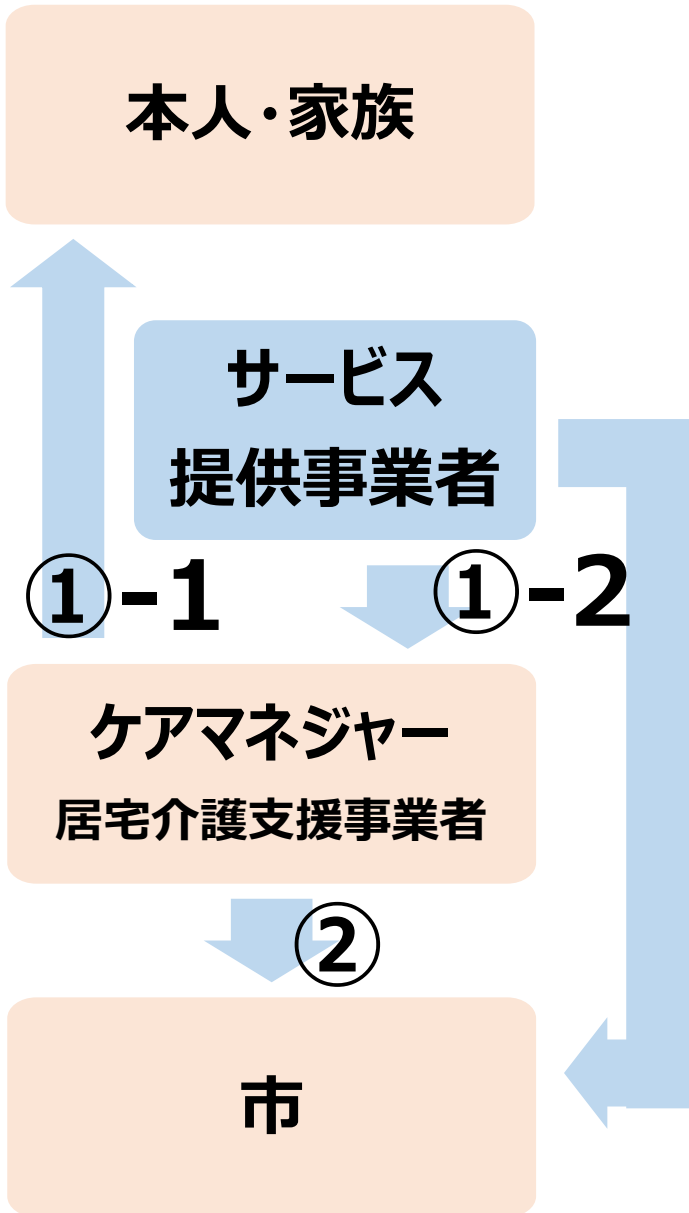 本人・家族
サービス
提供事業者
①-1
①-2
ケアマネジャー
居宅介護支援事業者
②
市